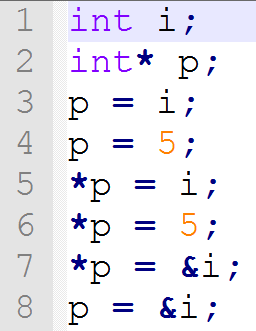 1 int i;
2 int* p;
3 p = i;
4 p = 5;
5 *p = i;
6 *p = 5;
7 *p = &i;
8 p = &i;